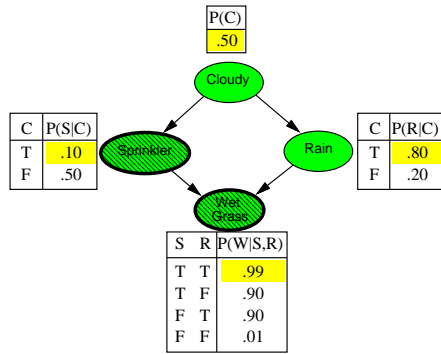 P(C)
.50
Cloudy
C P(S|C)
T .10
F .50
Sprinkler
Rain
C P(R|C)
T .80
F .20
Wet
Grass
S R P(W|S,R)
T T .99
T F .90
F T .90
F F .01